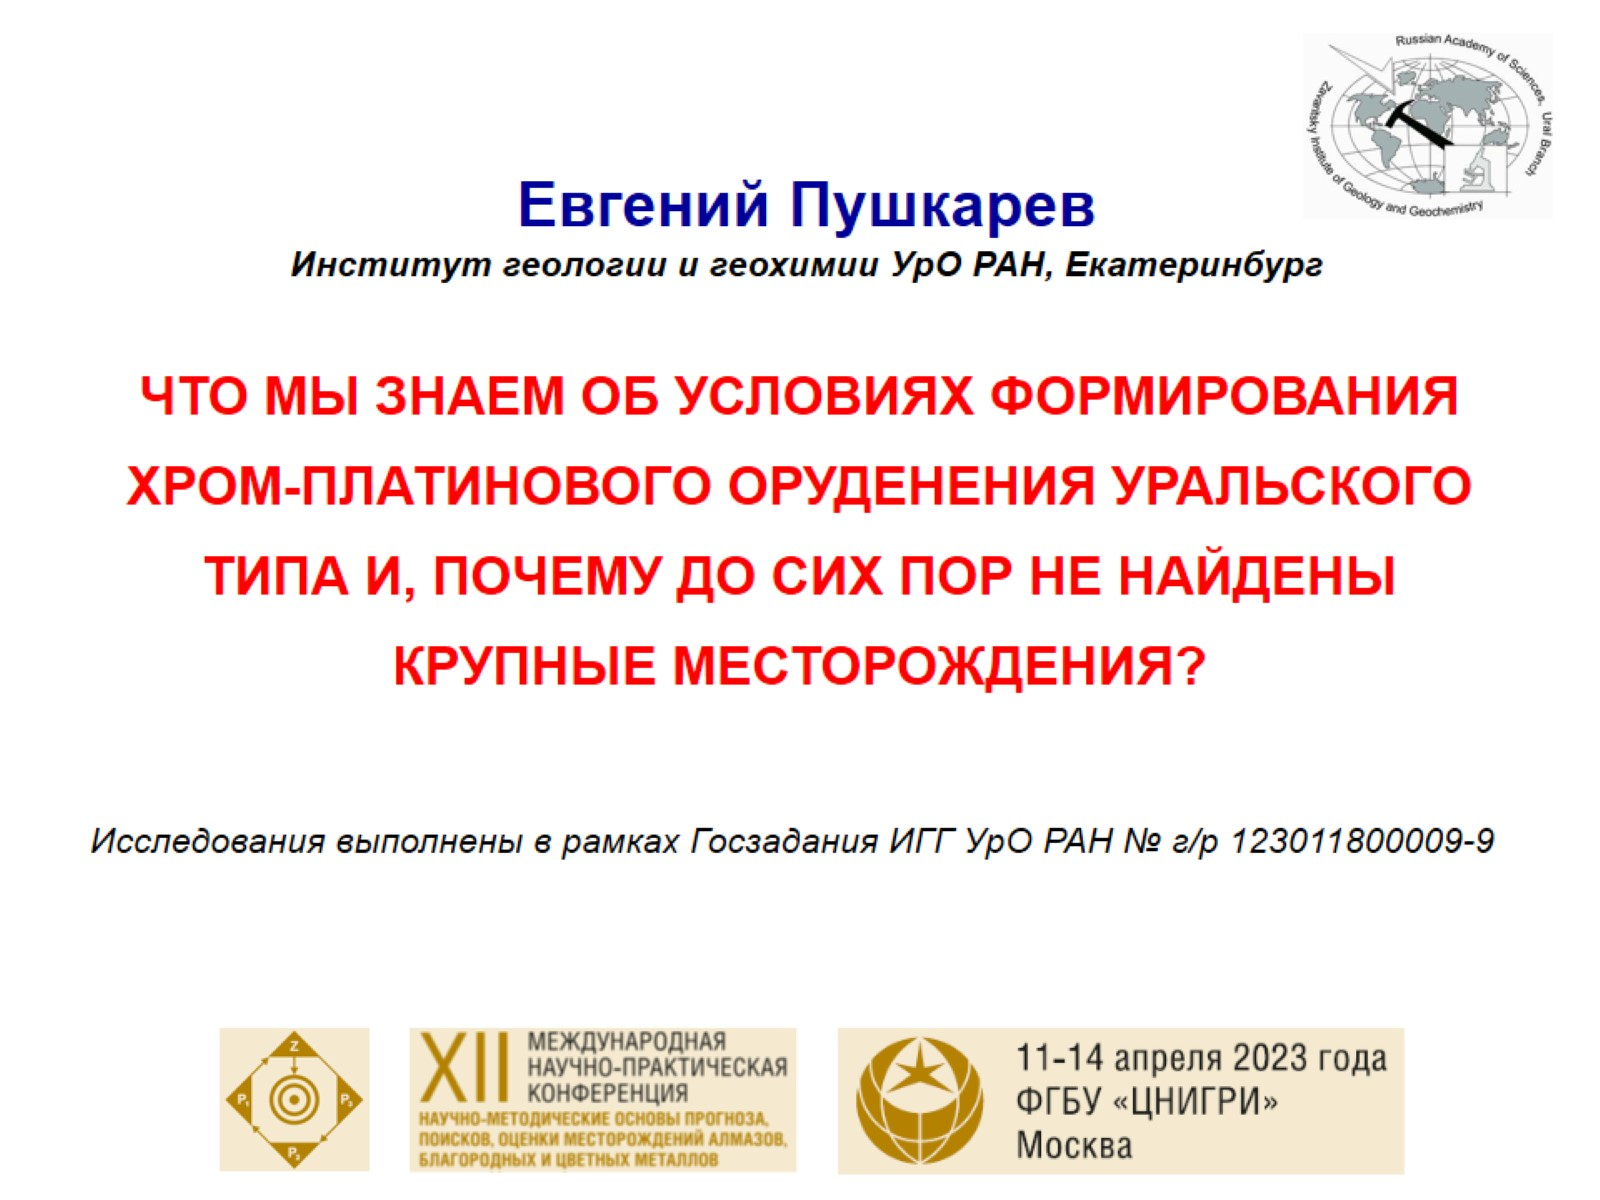 Russian Academy of Sciences, Ural Branch
Zavaritsky Institute of Geology and Geochemistry
Евгений Пушкарев
Институт геологии и геохимии УрО РАН, Екатеринбург
ЧТО МЫ ЗНАЕМ ОБ УСЛОВИЯХ ФОРМИРОВАНИЯ
ХРОМ-ПЛАТИНОВОГО ОРУДЕНЕНИЯ УРАЛЬСКОГО
ТИПА И, ПОЧЕМУ ДО СИХ ПОР НЕ НАЙДЕНЫ
КРУПНЫЕ МЕСТОРОЖДЕНИЯ?
Исследования выполнены в рамках Госзадания ИГГ УрО РАН № г/р 123011800009-9
Z
P1
P3
P2
XII
МЕЖДУНАРОДНАЯ
НАУЧНО-ПРАКТИЧЕСКАЯ
КОНФЕРЕНЦИЯ
НАУЧНО-МЕТОДИЧЕСКИЕ ОСНОВЫ ПРОГНОЗА,
ПОИСКОВ, ОЦЕНКИ МЕСТОРОЖДЕНИЙ АЛМАЗОВ,
БЛАГОРОДНЫХ И ЦВЕТНЫХ МЕТАЛЛОВ
11-14 апреля 2023 года
ФГБУ «ЦНИГРИ»
Москва